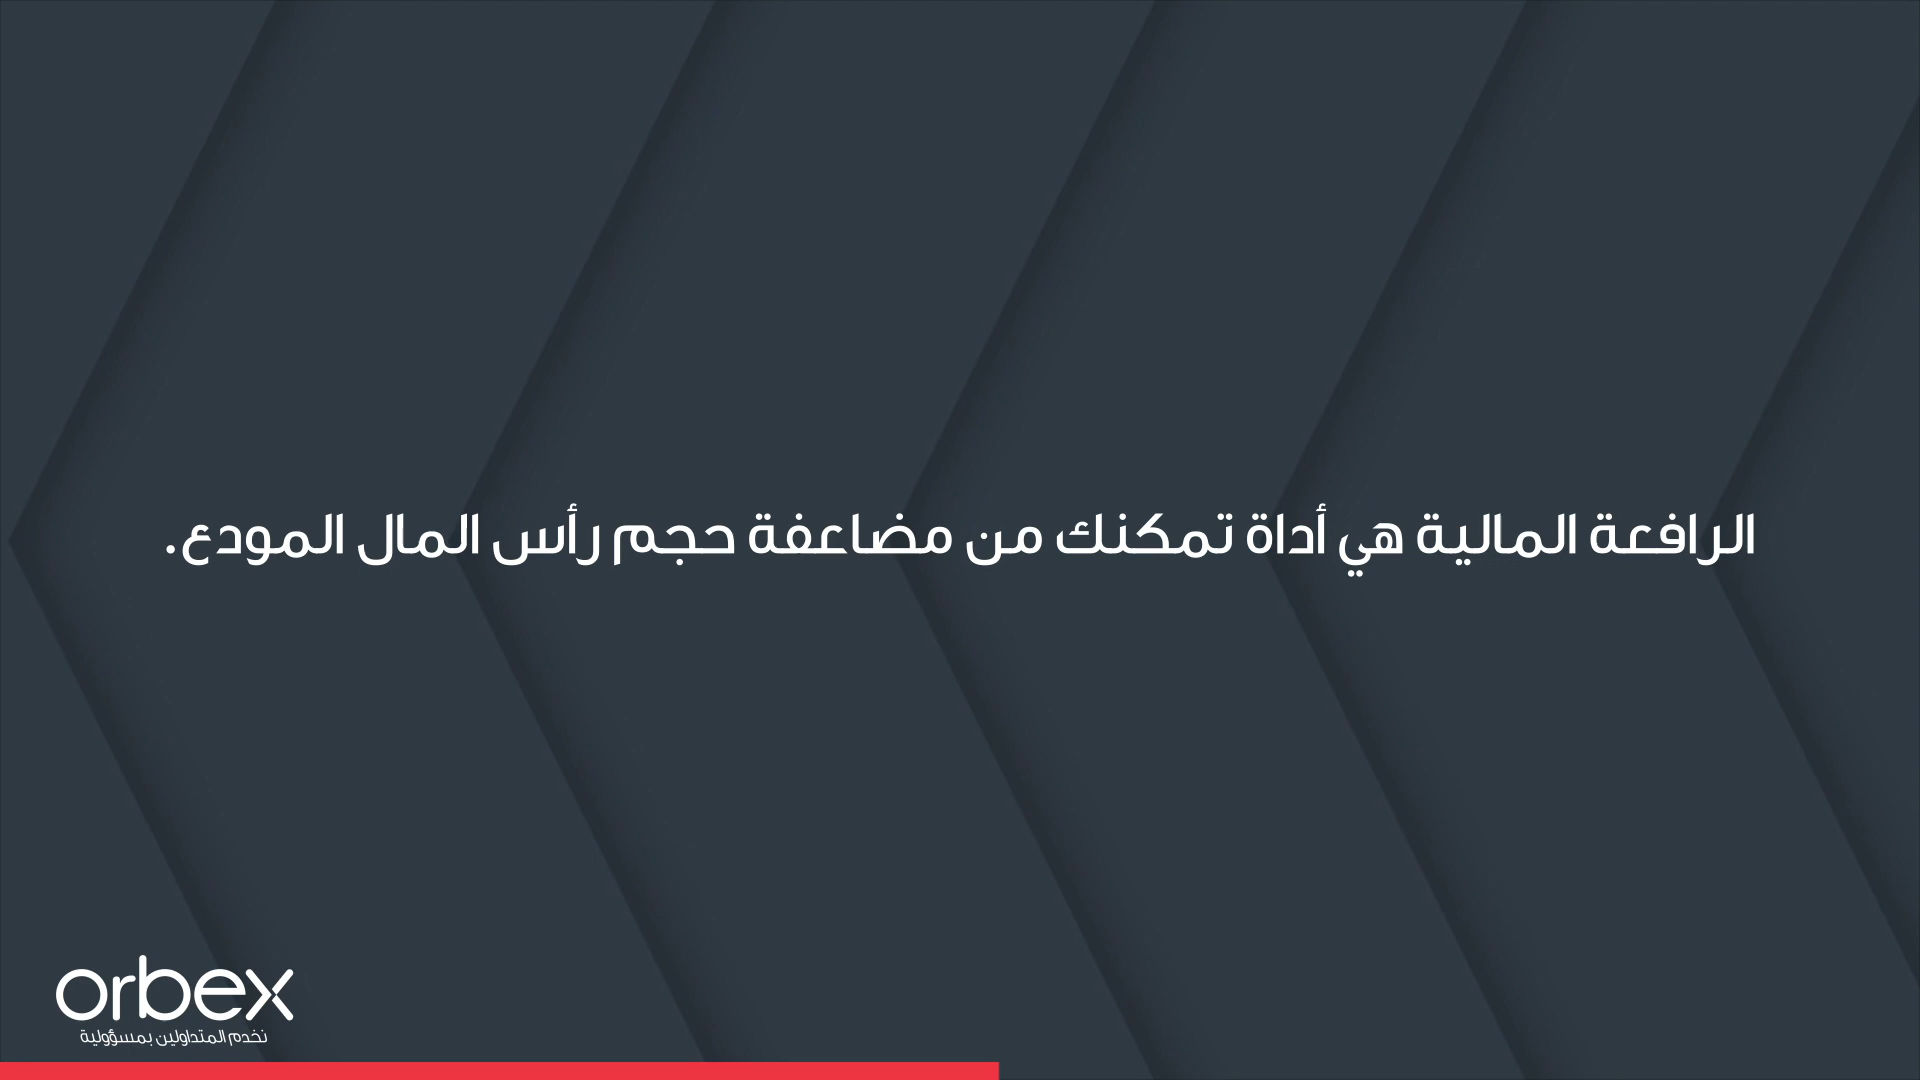 الرافعة المالية هي أداة تمكنك من مضاعفة حجم رأس المال المودع.
orbex
نخدم المتداولين بمسؤولية